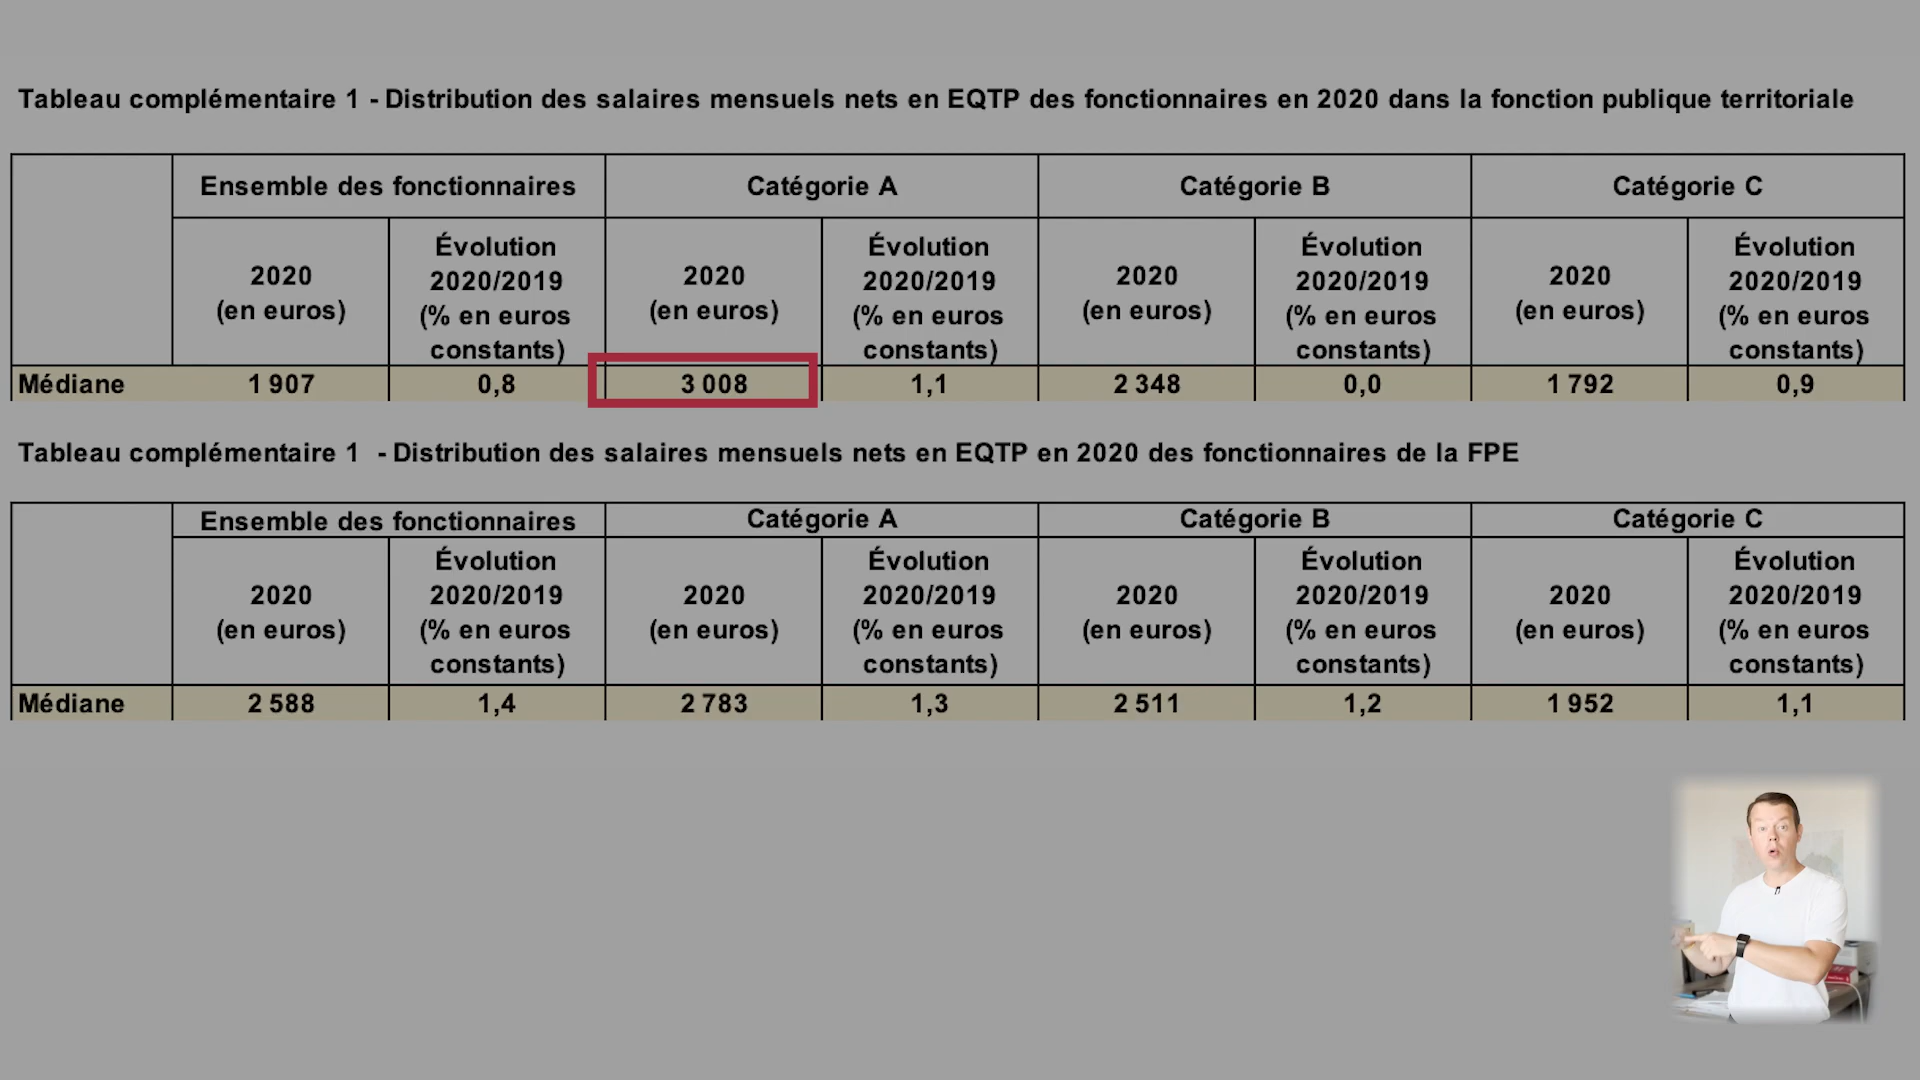 Tableau complémentaire 1 - Distribution des salaires mensuels nets en EQTP des fonctionnaires en 2020 dans la fonction publique territoriale
Ensemble des fonctionnaires Catégorie A Catégorie B Catégorie C
2020 (en euros) Évolution 2020/2019 (% en euros constants) 2020 (en euros) Évolution 2020/2019 (% en euros constants) 2020 (en euros) Évolution 2020/2019 (% en euros constants) 2020 (en euros) Évolution 2020/2019 (% en euros constants)
Médiane 1 907 0,8 3 008 1,1 2 348 0,0 1 792 0,9
Tableau complémentaire 1 - Distribution des salaires mensuels nets en EQTP en 2020 des fonctionnaires de la FPE
Ensemble des fonctionnaires Catégorie A Catégorie B Catégorie C
2020 (en euros) Évolution 2020/2019 (% en euros constants) 2020 (en euros) Évolution 2020/2019 (% en euros constants) 2020 (en euros) Évolution 2020/2019 (% en euros constants) 2020 (en euros) Évolution 2020/2019 (% en euros constants)
Médiane 2 588 1,4 2 783 1,3 2 511 1,2 1 952 1,1